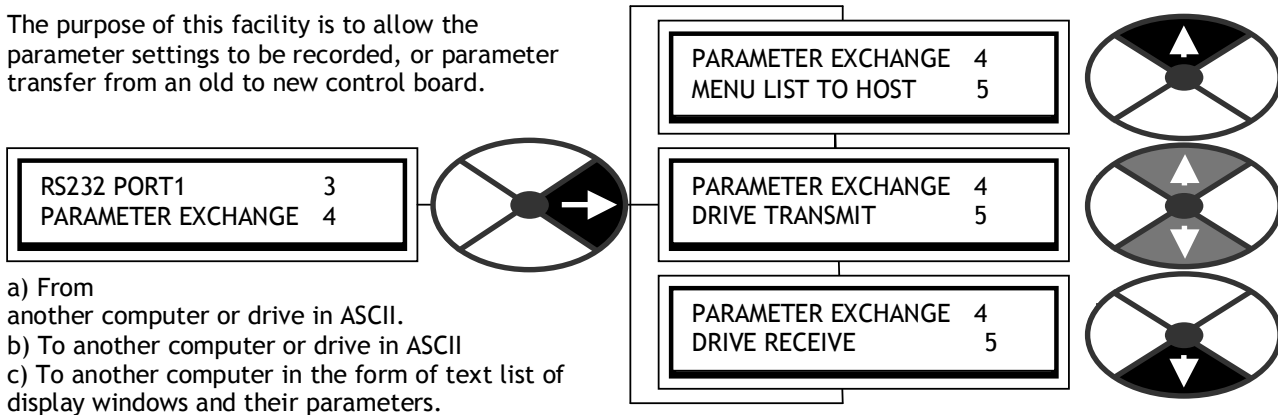 The purpose of this facility is to allow the
parameter settings to be recorded, or parameter
transfer from an old to new control board.
RS232 PORT1 3
PARAMETER EXCHANGE 4
a) From
another computer or drive in ASCII.
b) To another computer or drive in ASCII
c) To another computer in the form of text list of
display windows and their parameters.
PARAMETER EXCHANGE 4
MENU LIST TO HOST 5
PARAMETER EXCHANGE 4
DRIVE TRANSMIT 5
PARAMETER EXCHANGE 4
DRIVE RECEIVE 5